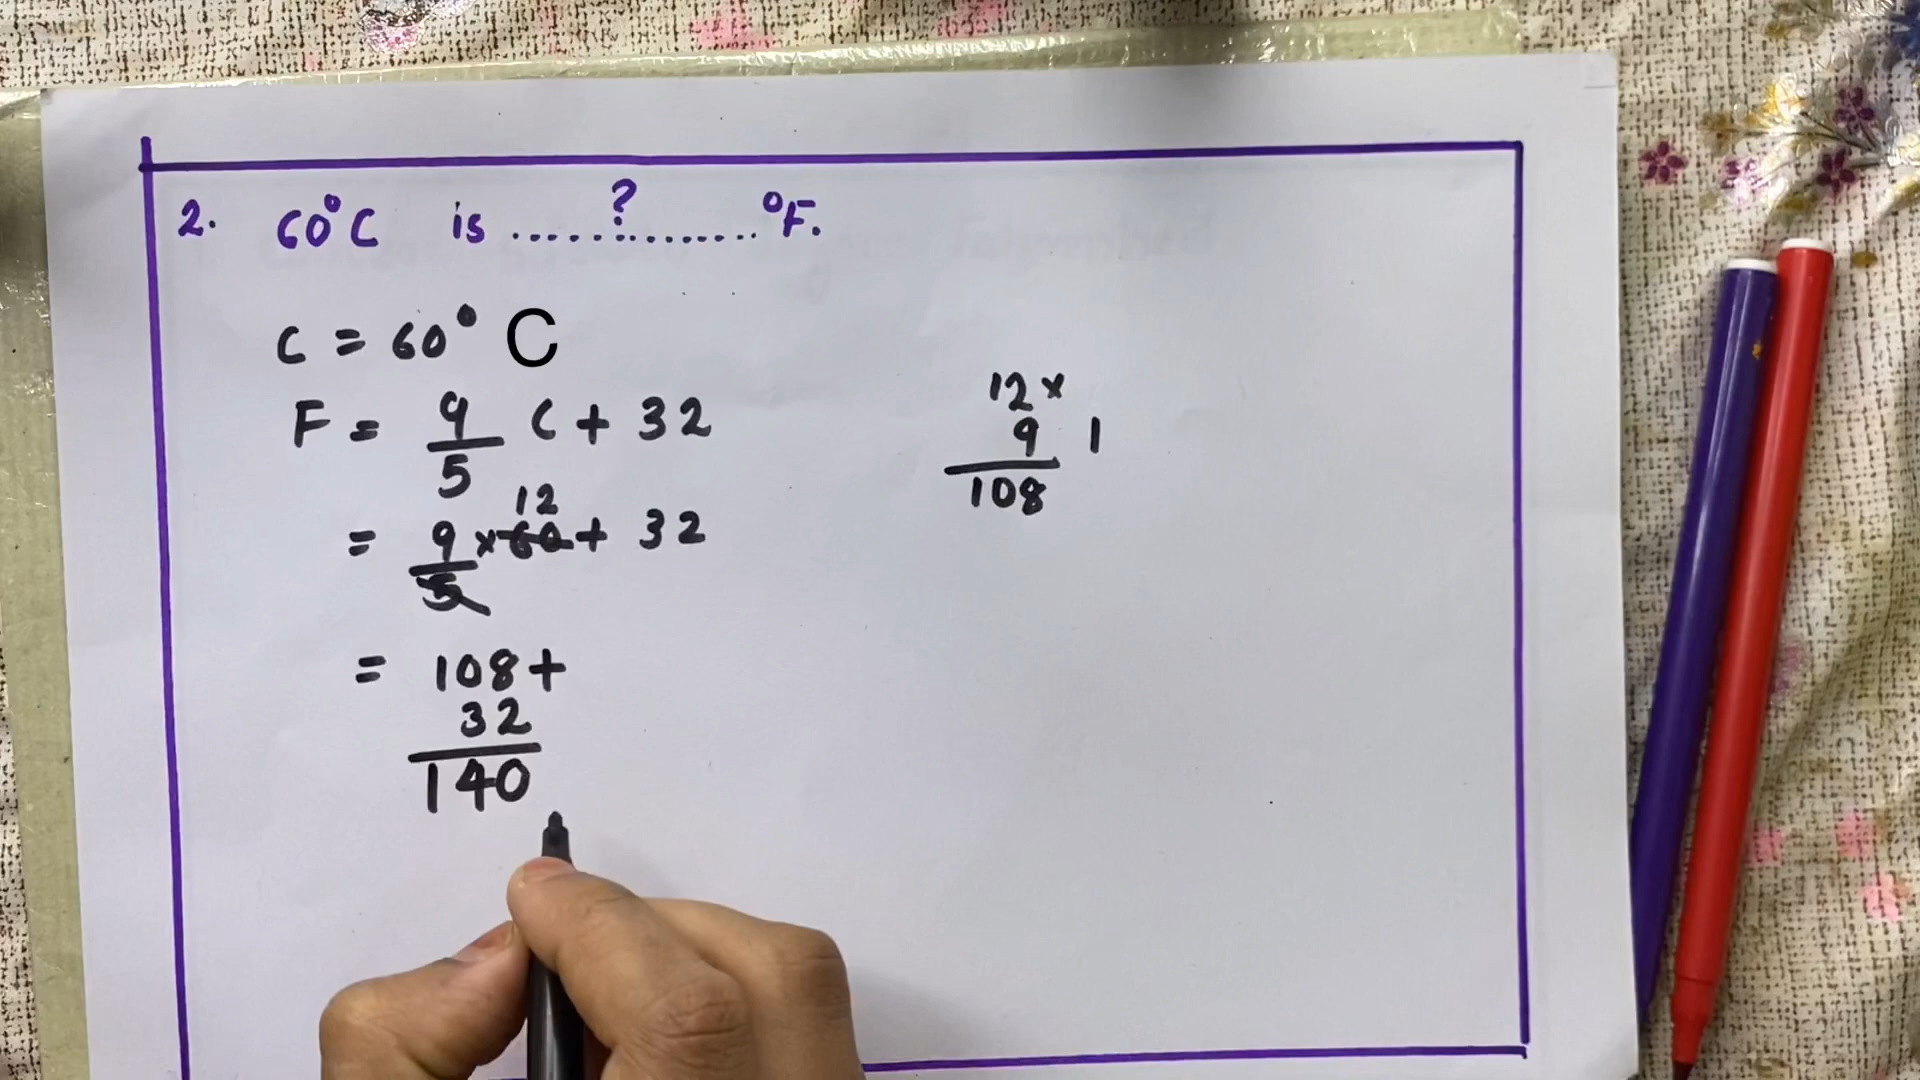 2. 60°C is .....?....... °F.
C = 60° C
F = 9/5 C + 32
= 9/5 × 60 + 32
12
= 108 +
32
140
12 ×
9 1
108